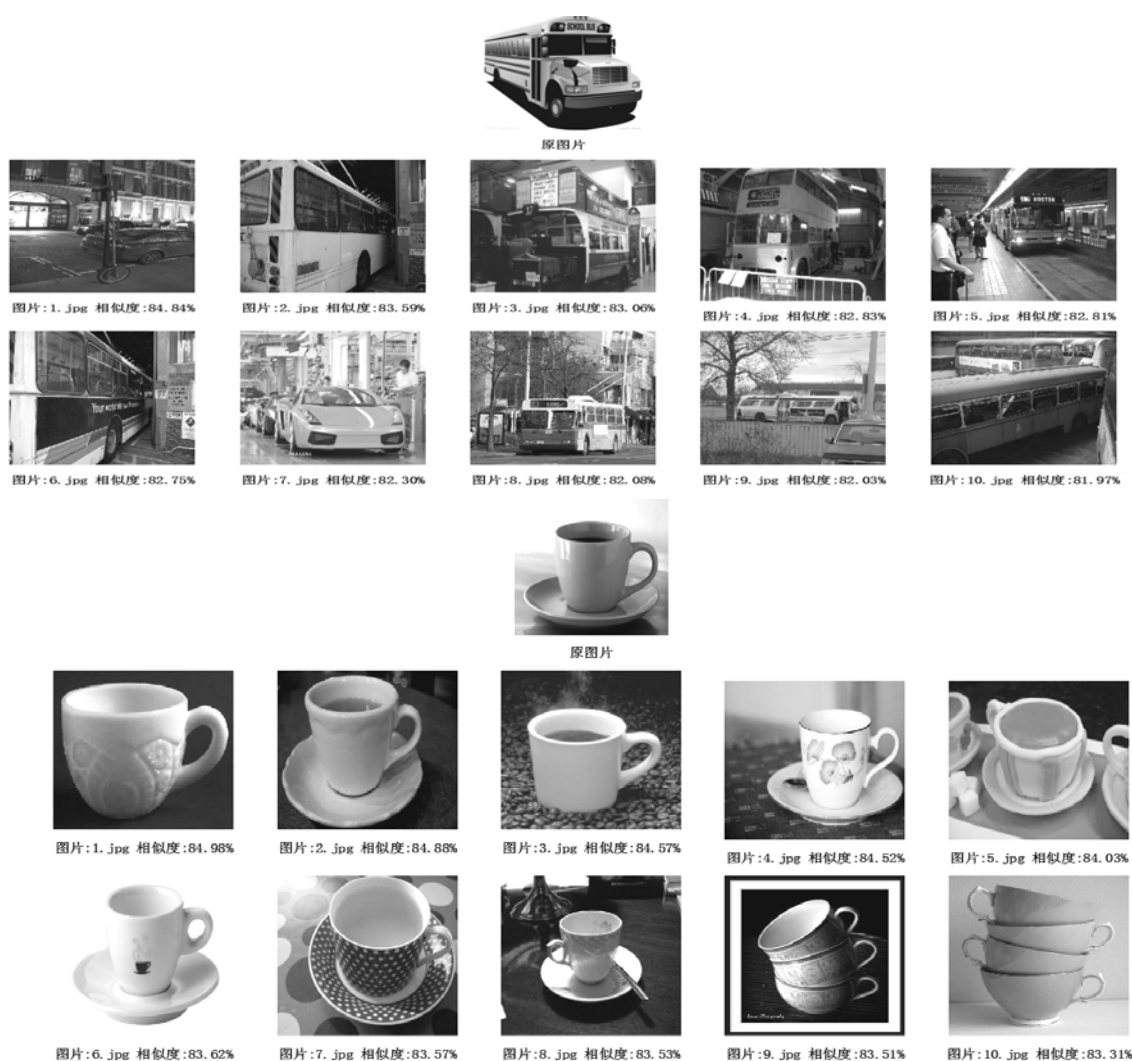 SCHOOL BUS
原图片
图片:1. jpg 相似度:84.84%
图片:2. jpg 相似度:83.59%
图片:3. jpg 相似度:83.06%
图片:4. jpg 相似度:82.83%
图片:5. jpg 相似度:82.81%
图片:6. jpg 相似度:82.75%
图片:7. jpg 相似度:82.30%
图片:8. jpg 相似度:82.08%
图片:9. jpg 相似度:82.03%
图片:10. jpg 相似度:81.97%
原图片
图片:1. jpg 相似度:84.98%
图片:2. jpg 相似度:84.88%
图片:3. jpg 相似度:84.57%
图片:4. jpg 相似度:84.52%
图片:5. jpg 相似度:84.03%
图片:6. jpg 相似度:83.62%
图片:7. jpg 相似度:83.57%
图片:8. jpg 相似度:83.53%
图片:9. jpg 相似度:83.51%
图片:10. jpg 相似度:83.31%